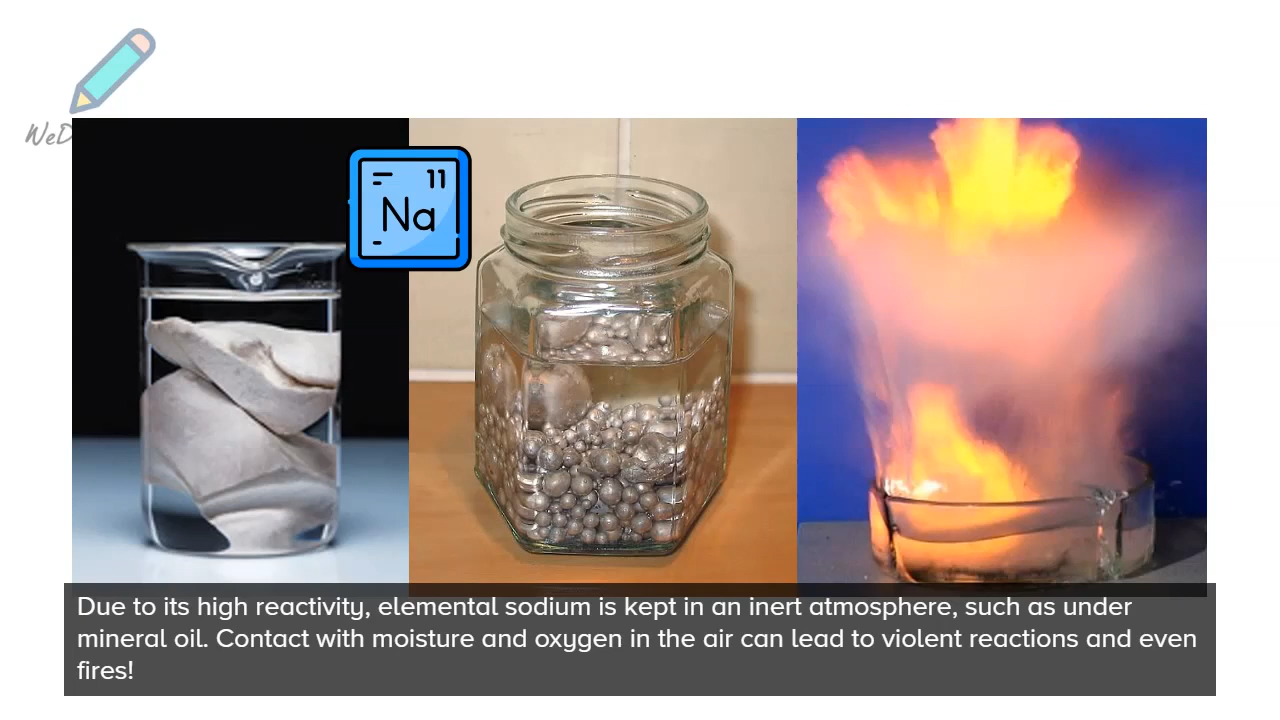 WeD
11
Na
Due to its high reactivity, elemental sodium is kept in an inert atmosphere, such as under
mineral oil. Contact with moisture and oxygen in the air can lead to violent reactions and even
fires!